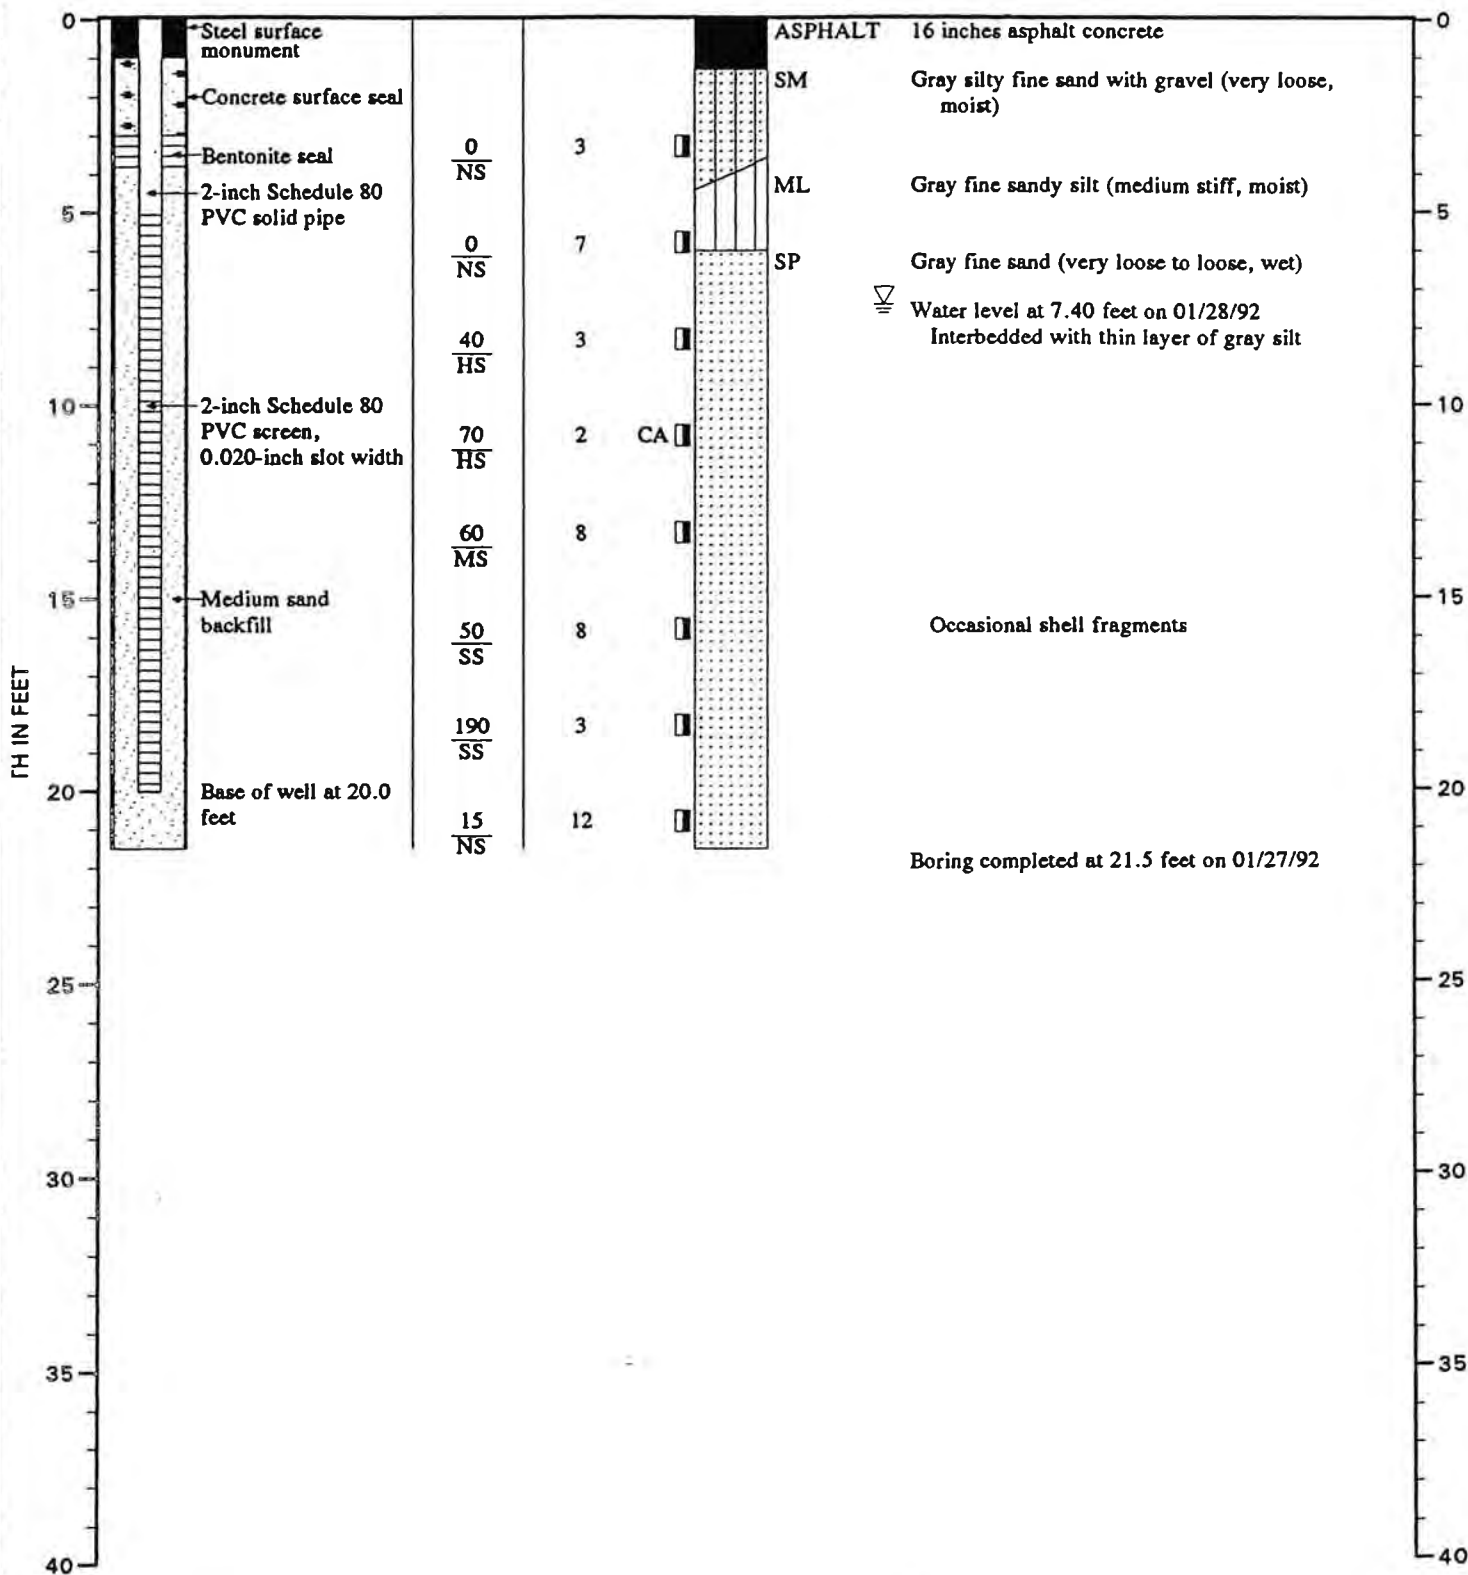 0
Steel surface
monument
ASPHALT 16 inches asphalt concrete
0
SM Gray silty fine sand with gravel (very loose,
moist)
Concrete surface seal
Bentonite seal
0
NS
3
2-inch Schedule 80
PVC solid pipe
ML Gray fine sandy silt (medium stiff, moist)
5
5
0
NS
7
SP Gray fine sand (very loose to loose, wet)
Water level at 7.40 feet on 01/28/92
Interbedded with thin layer of gray silt
40
HS
3
10
2-inch Schedule 80
PVC screen,
0.020-inch slot width
10
70
HS
2
CA
60
MS
8
15
Medium sand
backfill
15
50
SS
8
Occasional shell fragments
TH IN FEET
190
SS
3
20
Base of well at 20.0
feet
20
15
NS
12
Boring completed at 21.5 feet on 01/27/92
25
25
30
30
35
35
40
40